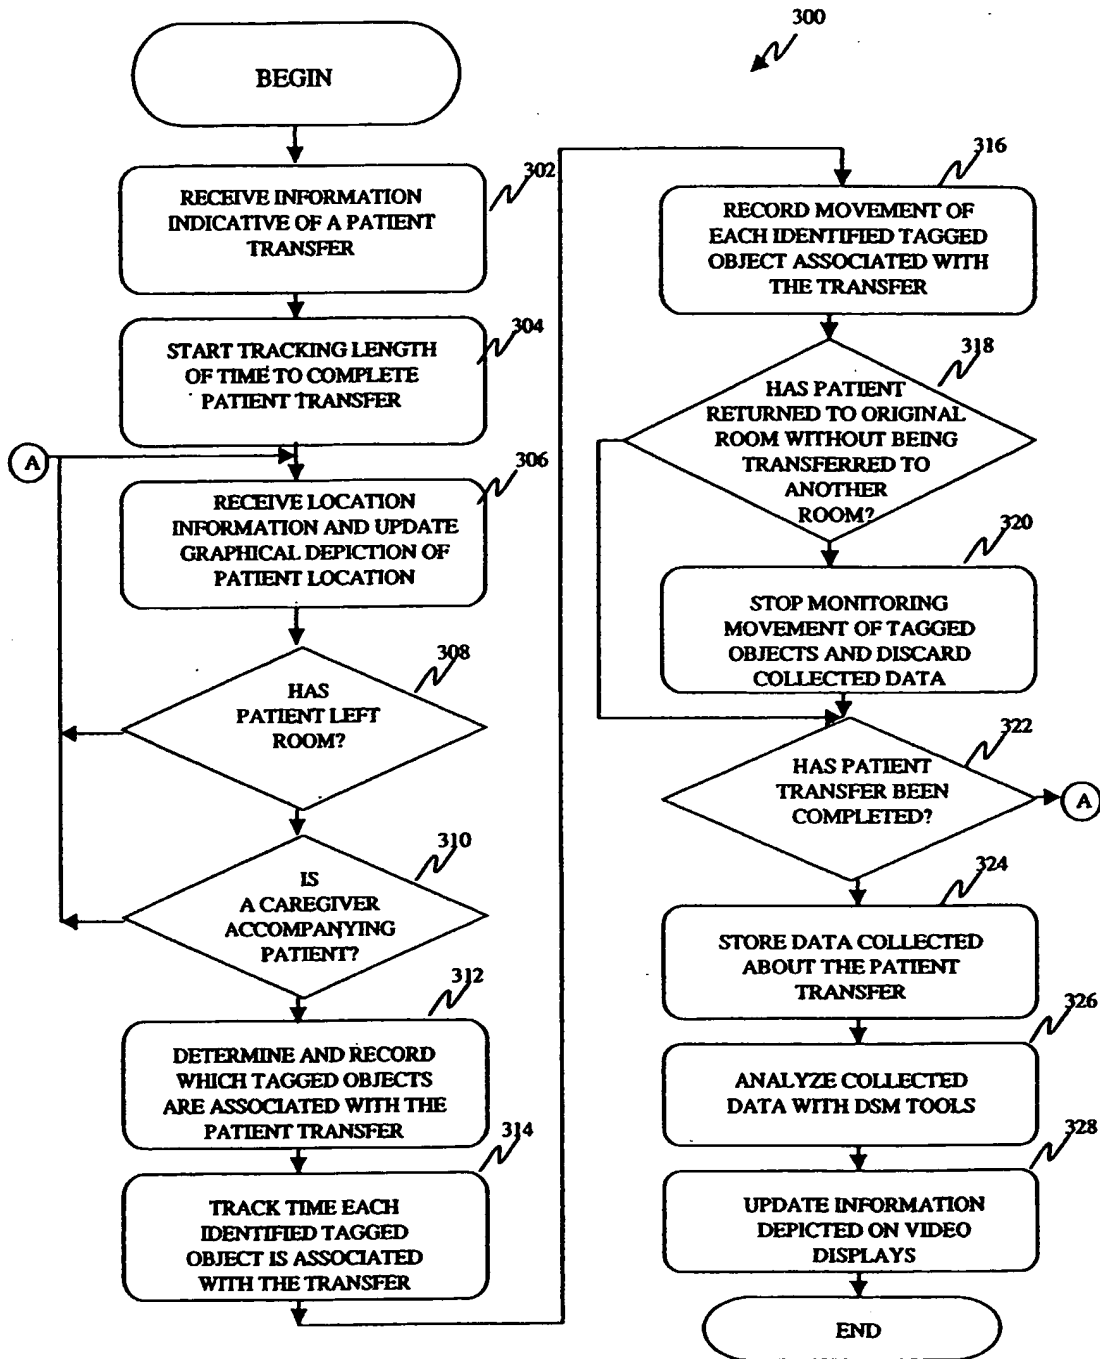 300
BEGIN
302
RECEIVE INFORMATION
INDICATIVE OF A PATIENT
TRANSFER
304
START TRACKING LENGTH
OF TIME TO COMPLETE
PATIENT TRANSFER
A
306
RECEIVE LOCATION
INFORMATION AND UPDATE
GRAPHICAL DEPICTION OF
PATIENT LOCATION
308
HAS
PATIENT LEFT
ROOM?
310
IS
A CAREGIVER
ACCOMPANYING
PATIENT?
312
DETERMINE AND RECORD
WHICH TAGGED OBJECTS
ARE ASSOCIATED WITH THE
PATIENT TRANSFER
314
TRACK TIME EACH
IDENTIFIED TAGGED
OBJECT IS ASSOCIATED
WITH THE TRANSFER
316
RECORD MOVEMENT OF
EACH IDENTIFIED TAGGED
OBJECT ASSOCIATED WITH
THE TRANSFER
318
HAS PATIENT
RETURNED TO ORIGINAL
ROOM WITHOUT BEING
TRANSFERRED TO
ANOTHER
ROOM?
320
STOP MONITORING
MOVEMENT OF TAGGED
OBJECTS AND DISCARD
COLLECTED DATA
322
HAS PATIENT
TRANSFER BEEN
COMPLETED?
A
324
STORE DATA COLLECTED
ABOUT THE PATIENT
TRANSFER
326
ANALYZE COLLECTED
DATA WITH DSM TOOLS
328
UPDATE INFORMATION
DEPICTED ON VIDEO
DISPLAYS
END